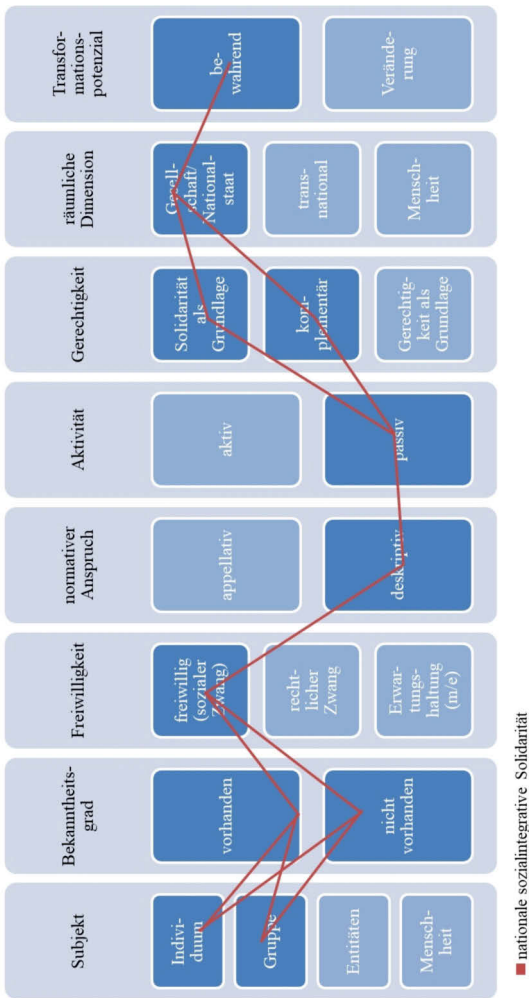 Subjekt
Indivi-
duum
Gruppe
Entitäten
Mensch-
heit
Bekanntheits-
grad
vorhanden
nicht
vorhanden
Freiwilligkeit
freiwillig
(sozialer
Zwang)
recht-
licher
Zwang
Erwar-
tungs-
haltung
(m/e)
normativer
Anspruch
appellativ
deskriptiv
Aktivität
aktiv
passiv
Gerechtigkeit
Solidarität
als
Grundlage
kom-
plementär
Gerechtig-
keit als
Grundlage
räumliche
Dimension
Gesell-
schaft/
National-
staat
trans-
national
Mensch-
heit
Transfor-
mations-
potenzial
be-
wahrend
Verände-
rung
nationale sozialintegrative Solidarität